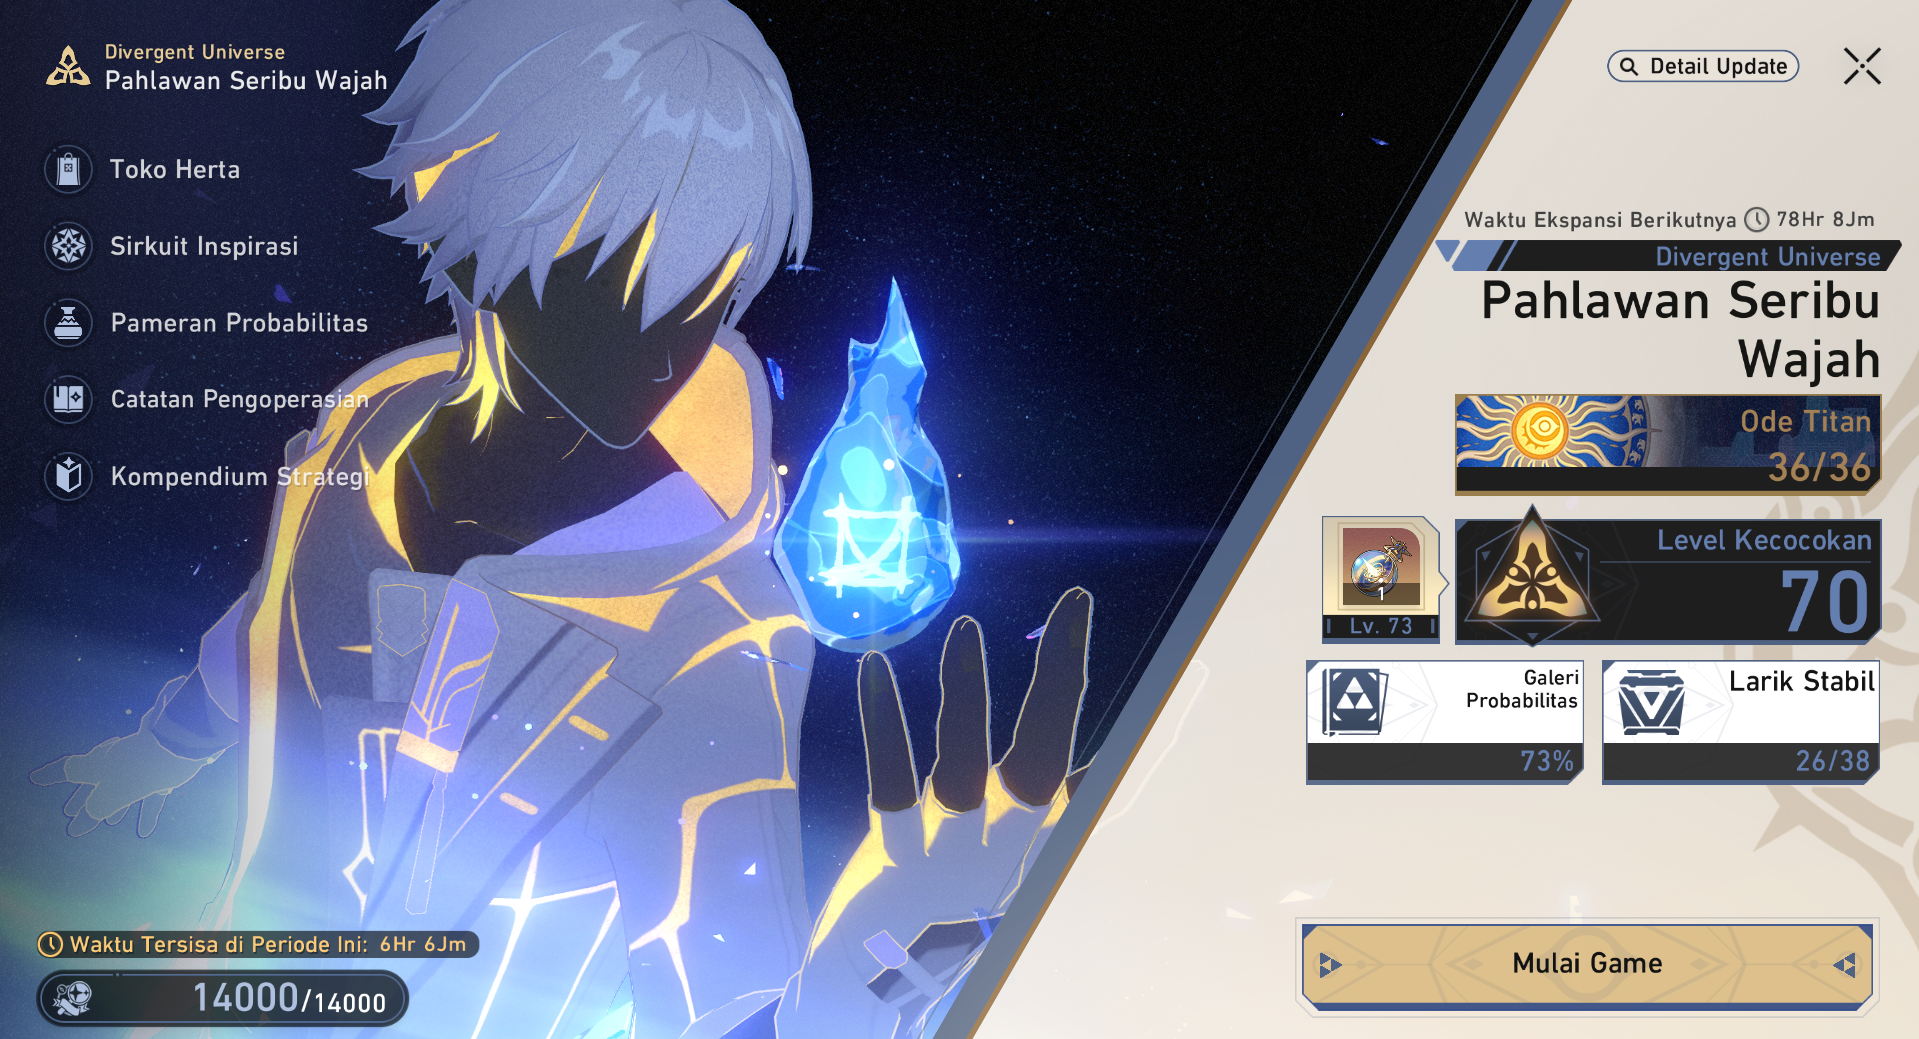 Divergent Universe
Pahlawan Seribu Wajah
Toko Herta
Sirkuit Inspirasi
Pameran Probabilitas
Catatan Pengoperasian
Kompendium Strategi
Waktu Tersisa di Periode Ini: 6Hr 6Jm
14000/14000
Detail Update
Waktu Ekspansi Berikutnya 78Hr 8Jm
Divergent Universe
Pahlawan Seribu
Wajah
Ode Titan
36/36
1
Lv. 73
Level Kecocokan
70
Galeri
Probabilitas
73%
Larik Stabil
26/38
Mulai Game